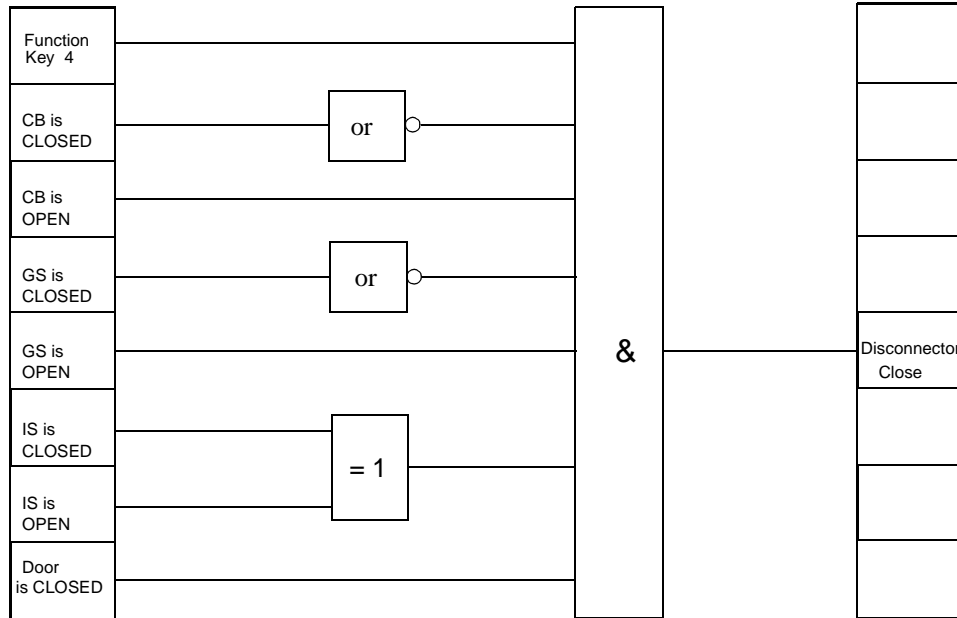 Function
Key 4
CB is
CLOSED
or
CB is
OPEN
GS is
CLOSED
or
GS is
OPEN
&
Disconnector
Close
IS is
CLOSED
= 1
IS is
OPEN
Door
is CLOSED